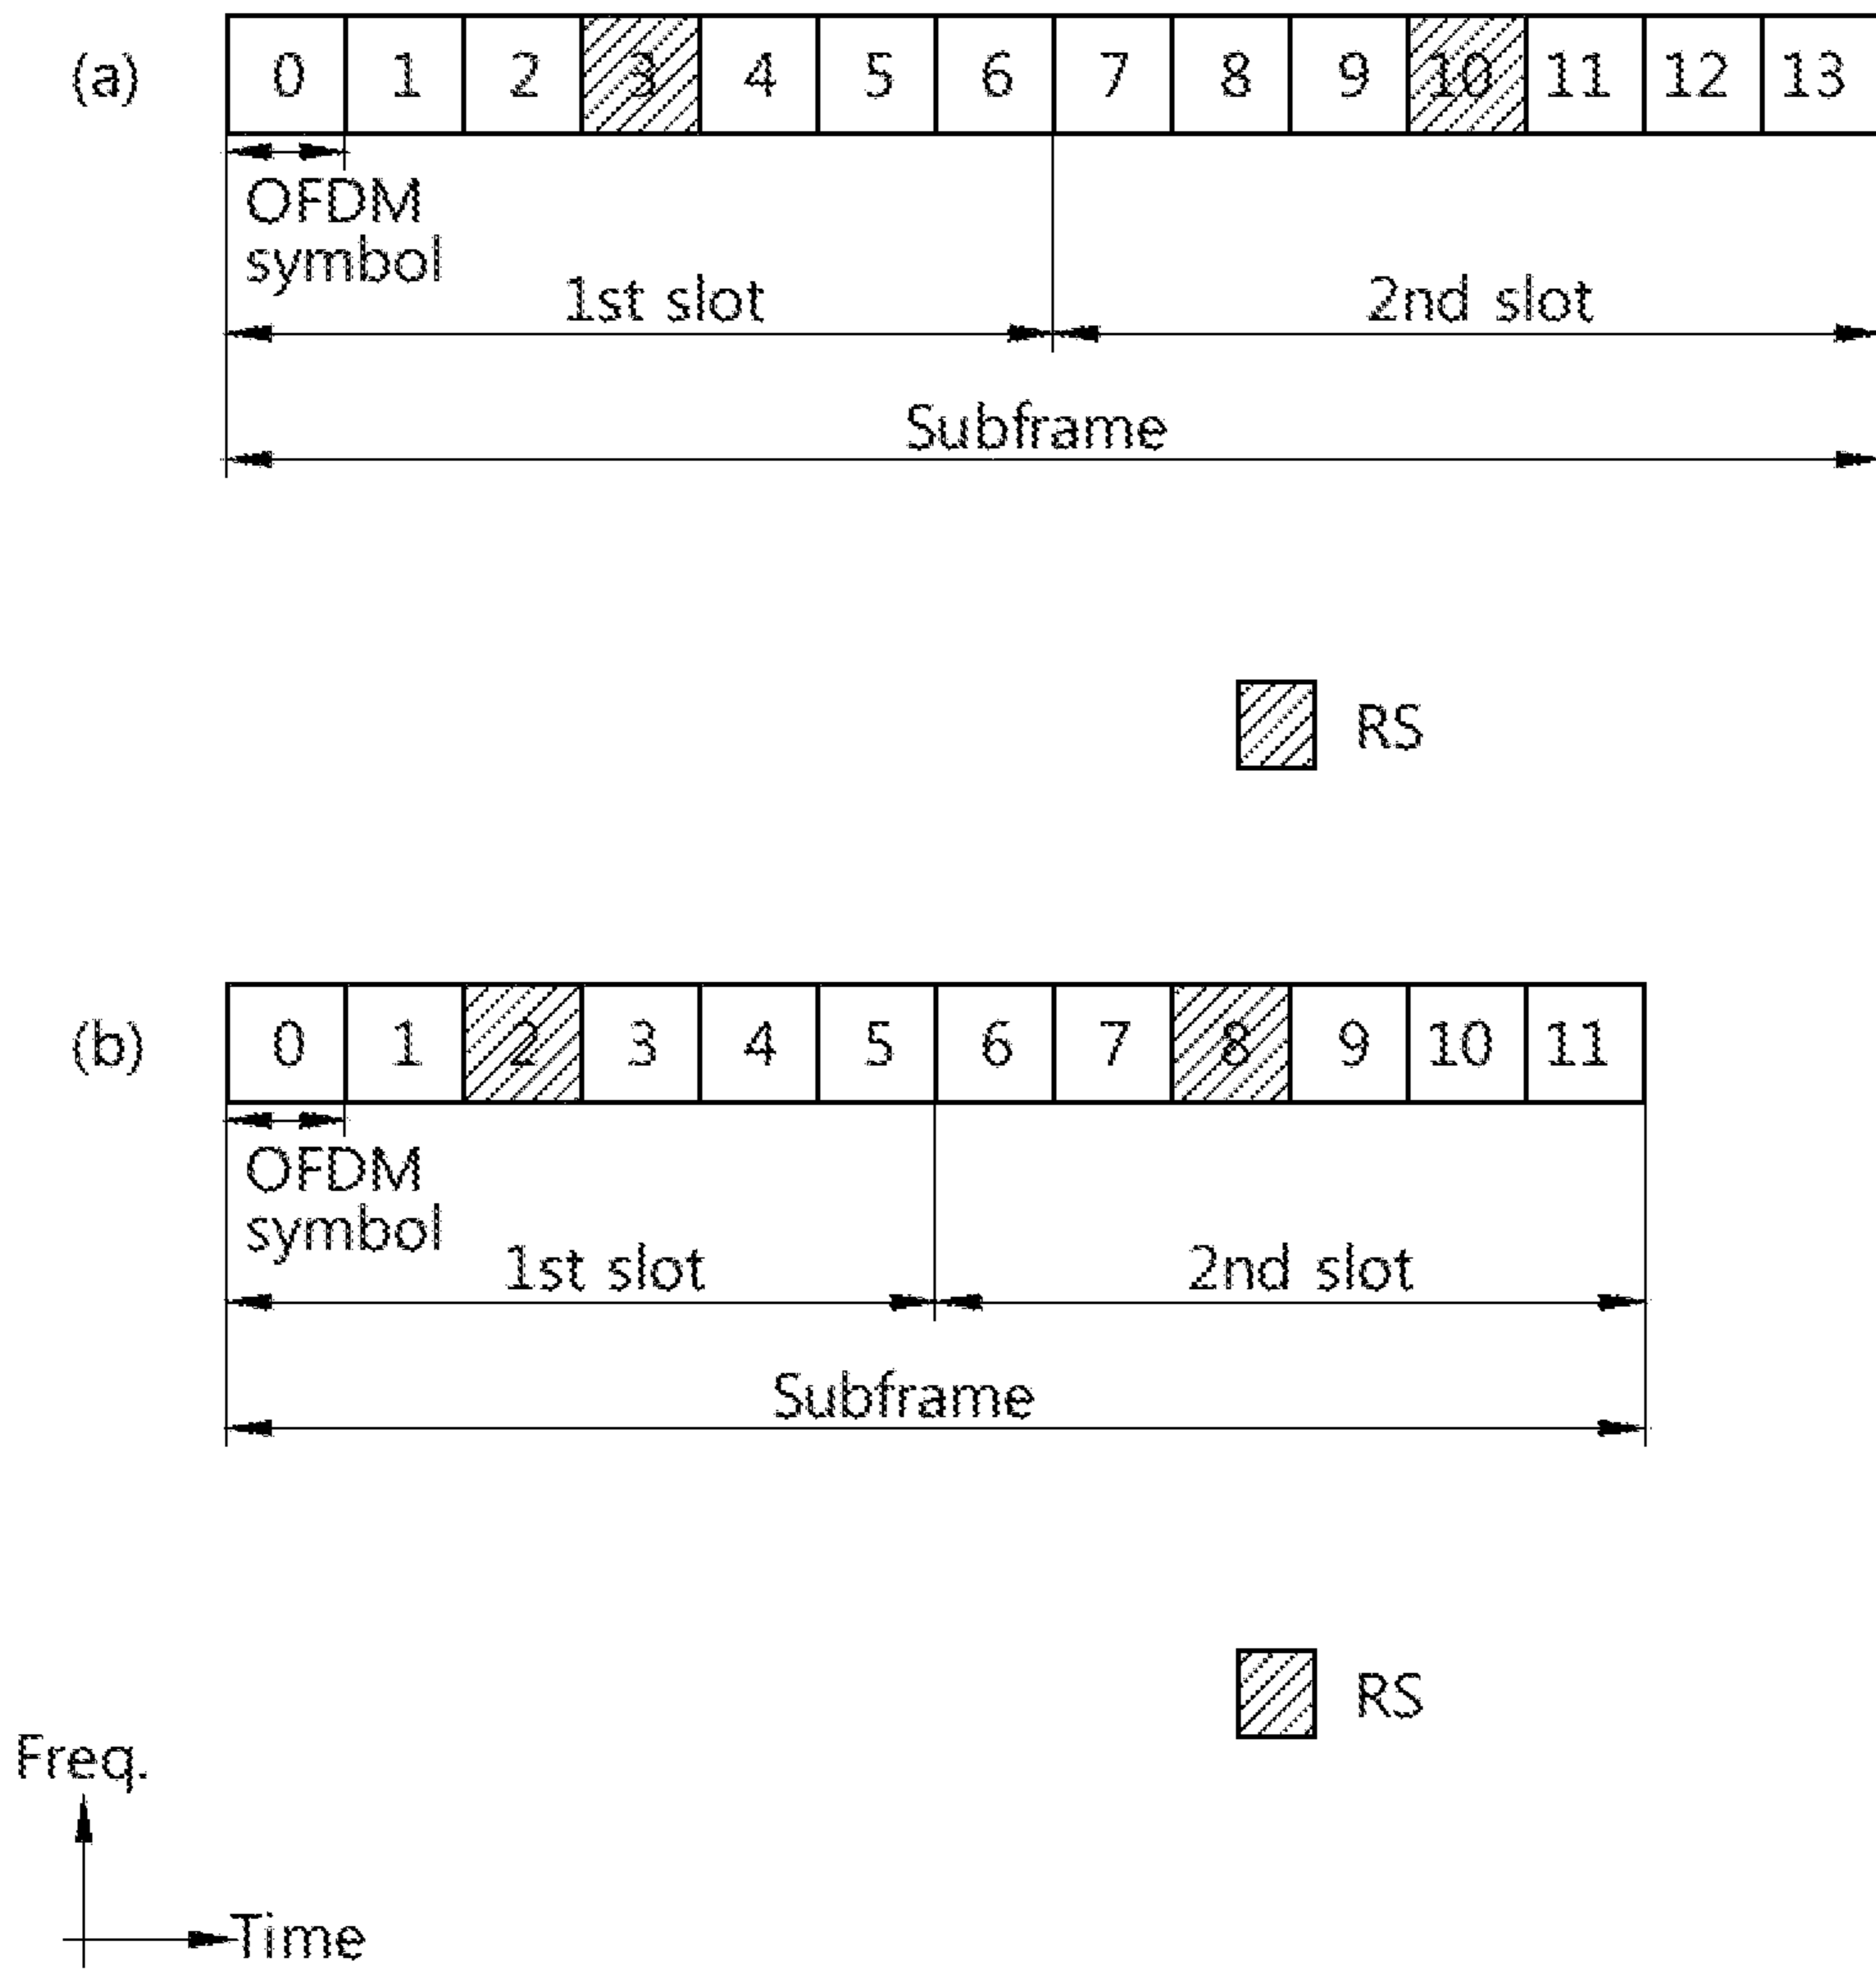 (a) 0 1 2 3 4 5 6 7 8 9 10 11 12 13
OFDM
symbol
1st slot 2nd slot
Subframe
RS
(b) 0 1 2 3 4 5 6 7 8 9 10 11
OFDM
symbol
1st slot 2nd slot
Subframe
RS
Freq.
Time